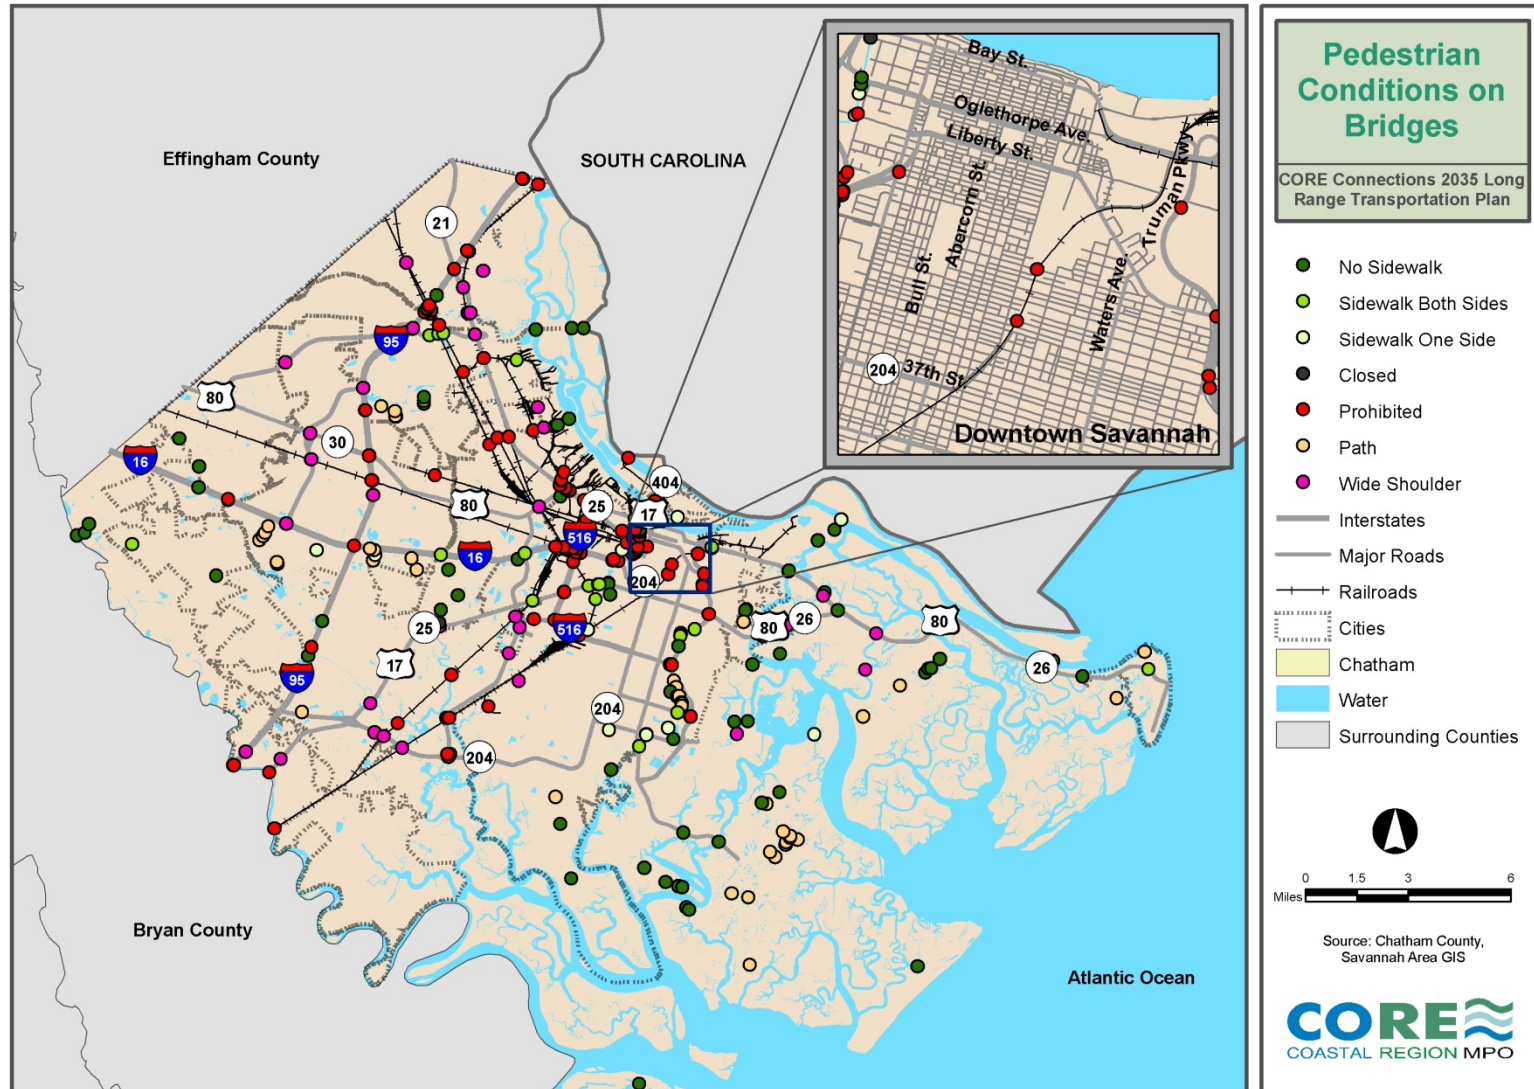 Effingham County
SOUTH CAROLINA
21
95
80
30
16
80
25
404
17
516
16
204
25
516
17
95
204
204
80
26
80
26
Bryan County
Atlantic Ocean
Bay St.
Oglethorpe Ave.
Liberty St.
Abercorn St.
Bull St.
Truman Pkwy
Waters Ave.
204
37th St.
Downtown Savannah
Pedestrian
Conditions on
Bridges
CORE Connections 2035 Long
Range Transportation Plan
No Sidewalk
Sidewalk Both Sides
Sidewalk One Side
Closed
Prohibited
Path
Wide Shoulder
Interstates
Major Roads
Railroads
Cities
Chatham
Water
Surrounding Counties
0 1.5 3 6
Miles
Source: Chatham County,
Savannah Area GIS
CORE
COASTAL REGION MPO